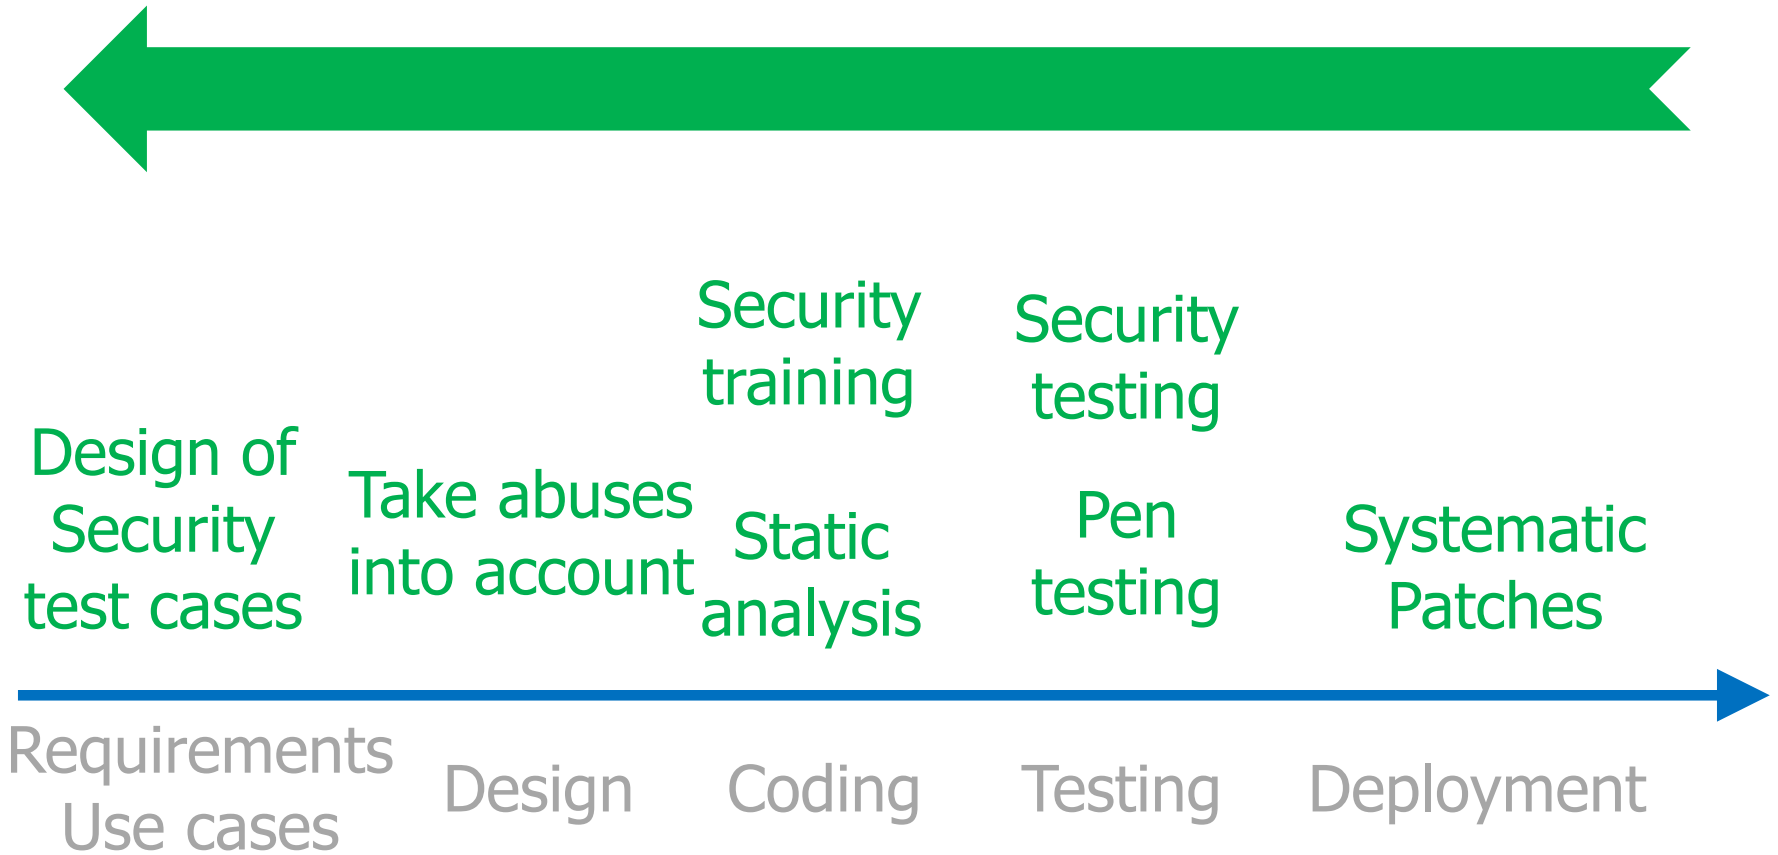 Design of
Security
test cases
Take abuses
into account
Security
training
Static
analysis
Security
testing
Pen
testing
Systematic
Patches
Requirements
Use cases
Design
Coding
Testing
Deployment